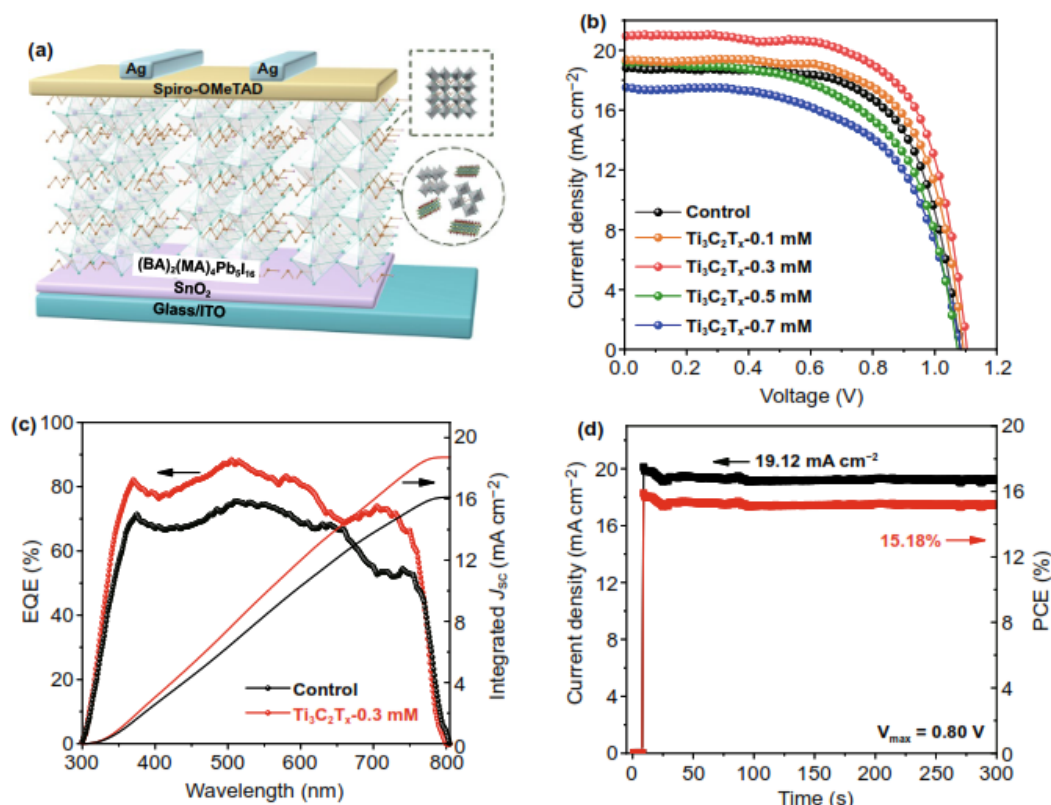 (a)
Ag
Ag
Spiro-OMeTAD
(BA)₂(MA)₄Pb₅I₁₆
SnO₂
Glass/ITO
(b)
20
16
12
8
4
0
Current density (mA cm⁻²)
Control
Ti₃C₂Tₓ-0.1 mM
Ti₃C₂Tₓ-0.3 mM
Ti₃C₂Tₓ-0.5 mM
Ti₃C₂Tₓ-0.7 mM
0.0 0.2 0.4 0.6 0.8 1.0 1.2
Voltage (V)
(c)
100
80
60
40
20
0
EQE (%)
20
16
12
8
4
0
Integrated Jsc (mA cm⁻²)
Control
Ti₃C₂Tₓ-0.3 mM
300 400 500 600 700 800
Wavelength (nm)
(d)
20
16
12
8
4
0
Current density (mA cm⁻²)
19.12 mA cm⁻²
15.18%
20
16
12
8
4
0
PCE (%)
Vmax = 0.80 V
0 50 100 150 200 250 300
Time (s)